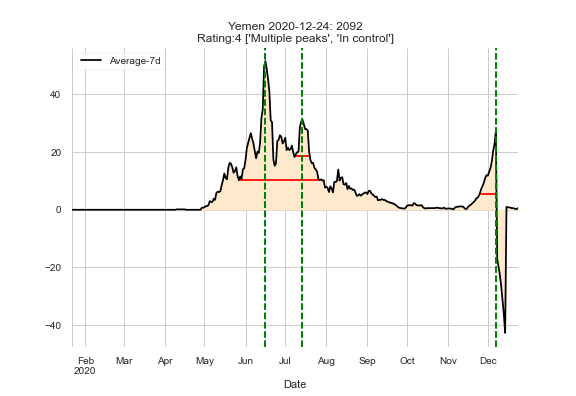 Yemen 2020-12-24: 2092
Rating:4 ['Multiple peaks', 'In control']
Average-7d
40
20
0
−20
−40
Feb Mar Apr May Jun Jul Aug Sep Oct Nov Dec
2020
Date